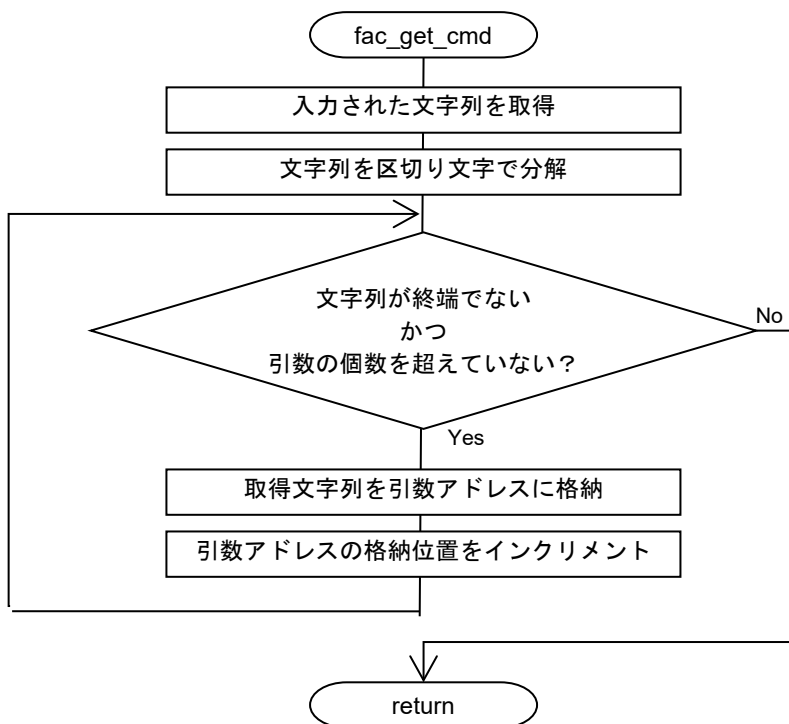 fac_get_cmd
入力された文字列を取得
文字列を区切り文字で分解
文字列が終端でない
かつ
引数の個数を超えていない？
No
Yes
取得文字列を引数アドレスに格納
引数アドレスの格納位置をインクリメント
return